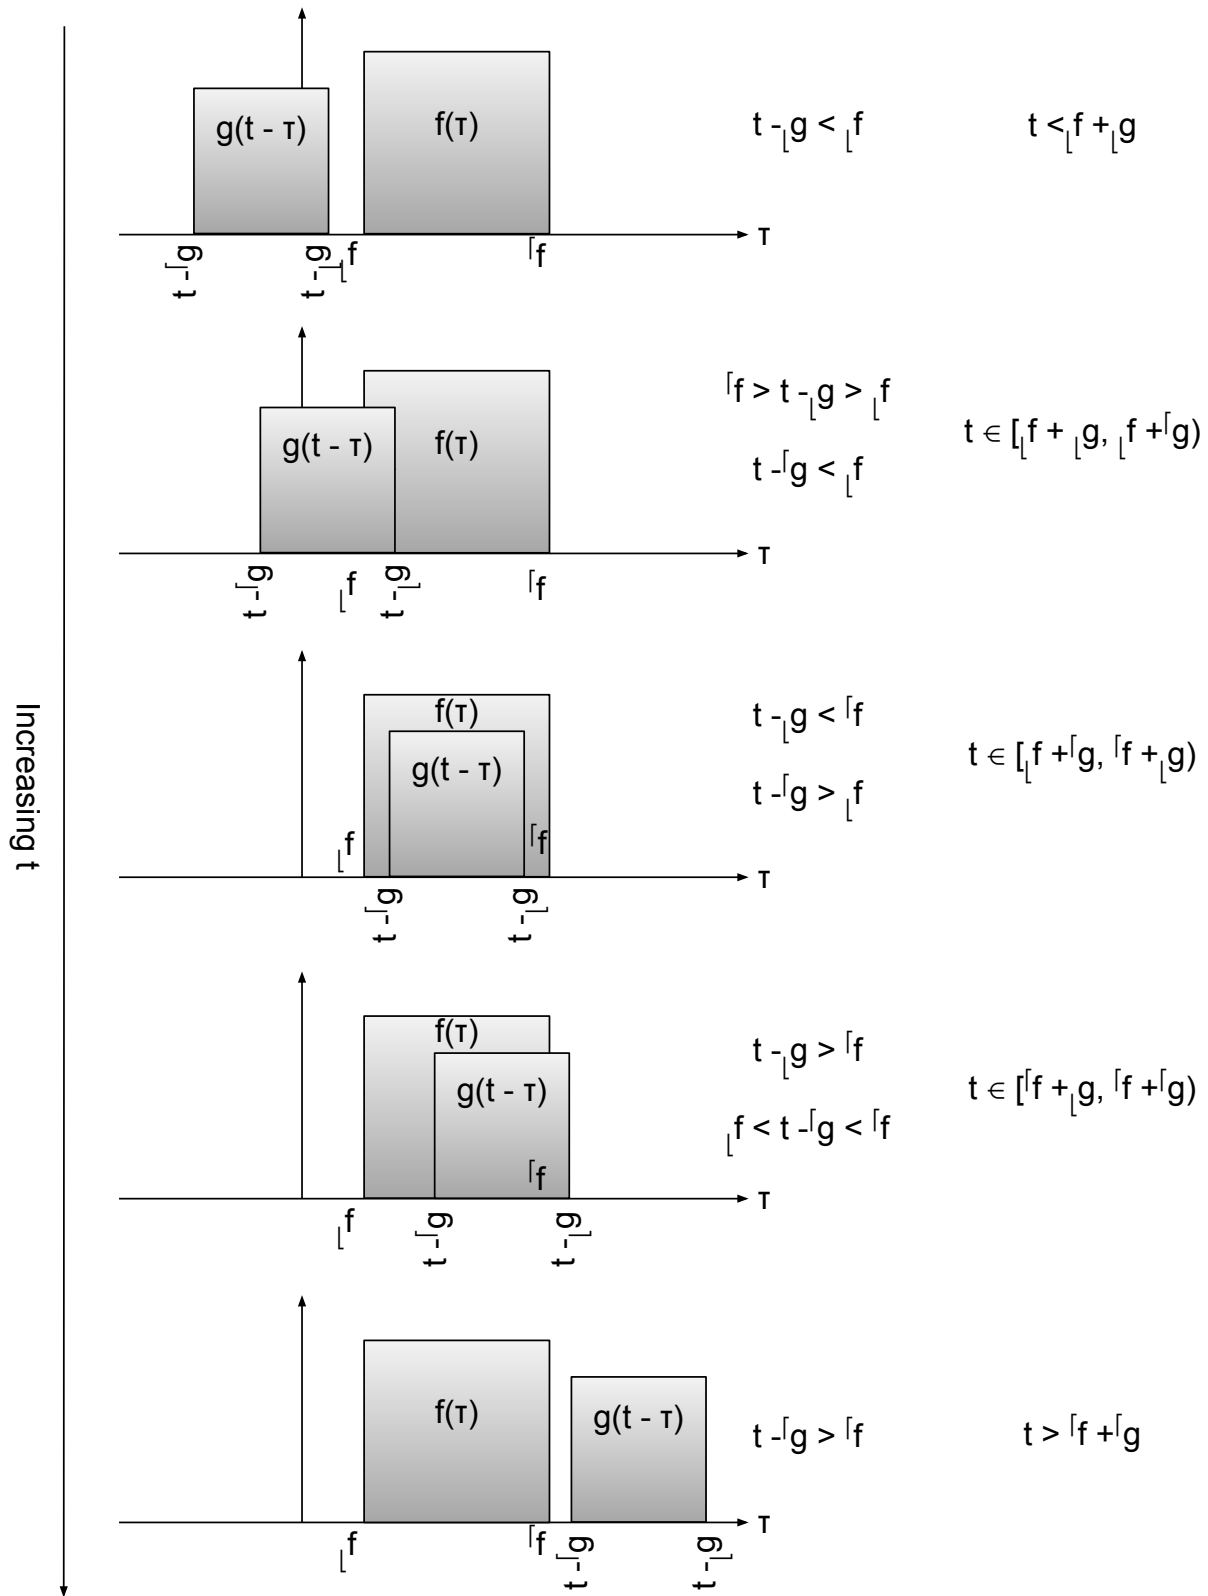 Increasing t
g(t - τ)
f(τ)
t -⌊g < ⌊f
t <⌊f +⌊g
τ
t -⌈g
t -⌊g
⌊f
⌈f
g(t - τ)
f(τ)
⌈f > t -⌊g > ⌊f
t -⌈g < ⌊f
t ∈ [⌊f + ⌊g, ⌊f +⌈g)
τ
t -⌈g
⌊f
t -⌊g
⌈f
f(τ)
g(t - τ)
t -⌊g < ⌈f
t -⌈g > ⌊f
t ∈ [⌊f +⌈g, ⌈f +⌊g)
⌊f
⌈f
τ
t -⌈g
t -⌊g
f(τ)
g(t - τ)
t -⌊g > ⌈f
⌊f < t -⌈g < ⌈f
t ∈ [⌈f +⌊g, ⌈f +⌈g)
⌈f
τ
⌊f
t -⌈g
t -⌊g
f(τ)
g(t - τ)
t -⌈g > ⌈f
t > ⌈f +⌈g
τ
⌊f
⌈f
t -⌈g
t -⌊g